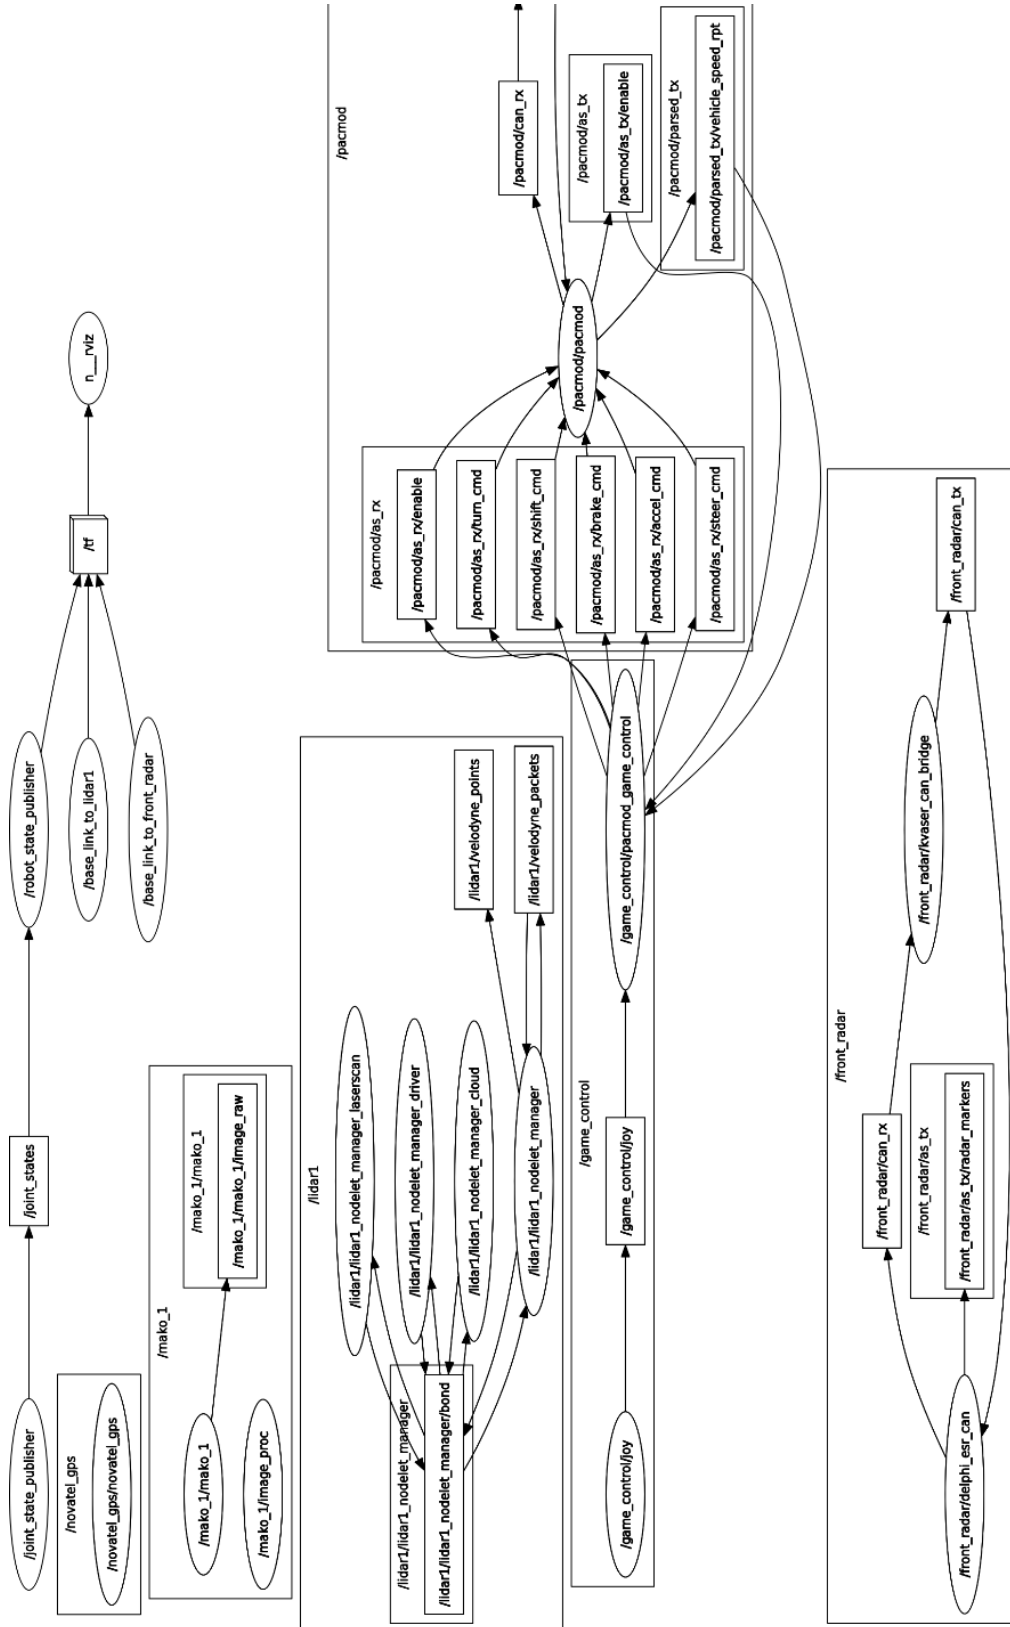 /joint_state_publisher
/joint_states
/robot_state_publisher
/base_link_to_lidar1
/base_link_to_front_radar
/tf
n___rviz
/novatel_gps
/novatel_gps/novatel_gps
/mako_1
/mako_1/mako_1
/mako_1/image_proc
/mako_1/mako_1
/mako_1/mako_1/image_raw
/lidar1
/lidar1/lidar1_nodelet_manager
/lidar1/lidar1_nodelet_manager/bond
/lidar1/lidar1_nodelet_manager_laserscan
/lidar1/lidar1_nodelet_manager_driver
/lidar1/lidar1_nodelet_manager_cloud
/lidar1/lidar1_nodelet_manager
/lidar1/velodyne_points
/lidar1/velodyne_packets
/game_control
/game_control/joy
/game_control/joy
/game_control/pacmod_game_control
/pacmod
/pacmod/as_rx
/pacmod/as_rx/enable
/pacmod/as_rx/turn_cmd
/pacmod/as_rx/shift_cmd
/pacmod/as_rx/brake_cmd
/pacmod/as_rx/accel_cmd
/pacmod/as_rx/steer_cmd
/pacmod/pacmod
/pacmod/can_rx
/pacmod/as_tx
/pacmod/as_tx/enable
/pacmod/parsed_tx
/pacmod/parsed_tx/vehicle_speed_rpt
/front_radar
/front_radar/delphi_esr_can
/front_radar/can_rx
/front_radar/as_tx
/front_radar/as_tx/radar_markers
/front_radar/kvaser_can_bridge
/front_radar/can_tx